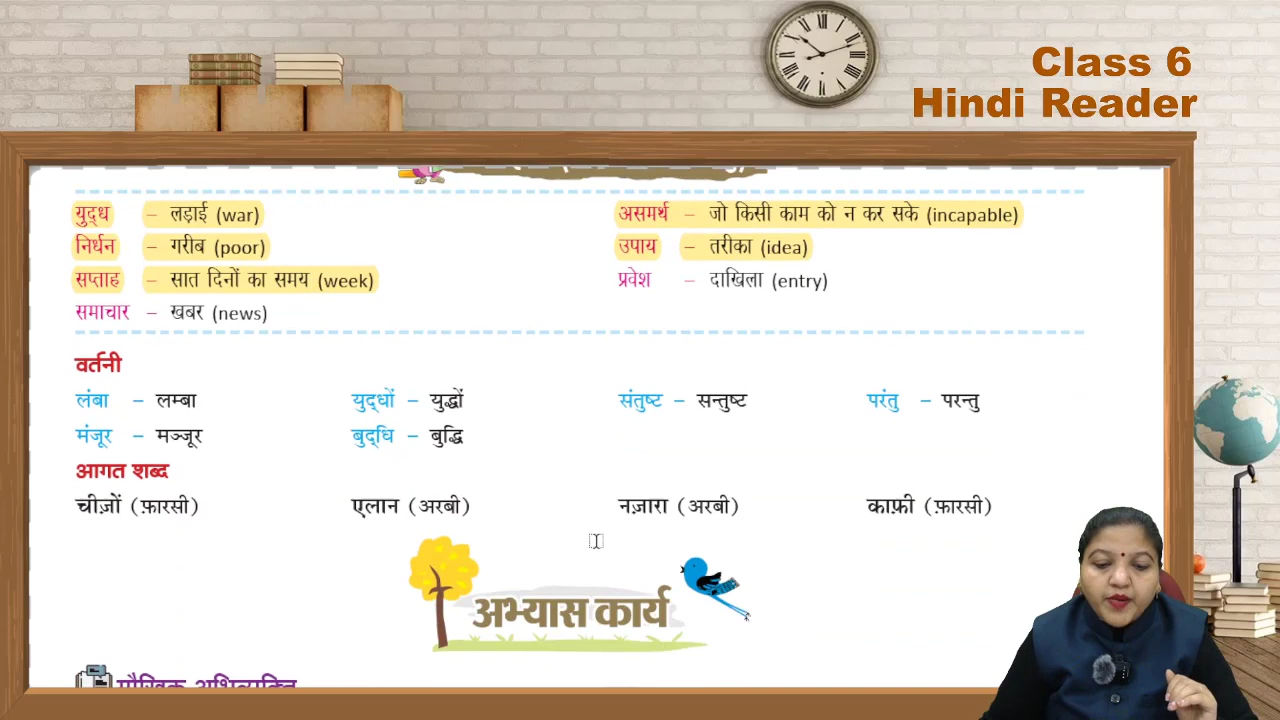 Class 6
Hindi Reader
युद्ध – लड़ाई (war) असमर्थ – जो किसी काम को न कर सके (incapable)
निर्धन – गरीब (poor) उपाय – तरीका (idea)
सप्ताह – सात दिनों का समय (week) प्रवेश – दाखिला (entry)
समाचार – खबर (news)
वर्तनी
लंबा – लम्बा युद्‌धों – युद्धों संतुष्ट – सन्तुष्ट परंतु – परन्तु
मंजूर – मञ्जूर बुद्‌धि – बुद्धि
आगत शब्द
चीज़ों (फ़ारसी) एलान (अरबी) नज़ारा (अरबी) काफ़ी (फ़ारसी)
अभ्यास कार्य
मौखिक अभिव्यक्ति